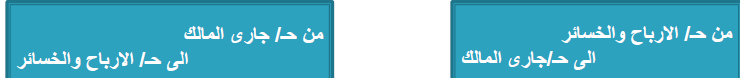 من حـ/ الارباح والخسائر
الى حـ/جارى المالك
من حـ/ جارى المالك
الى حـ/ الارباح والخسائر